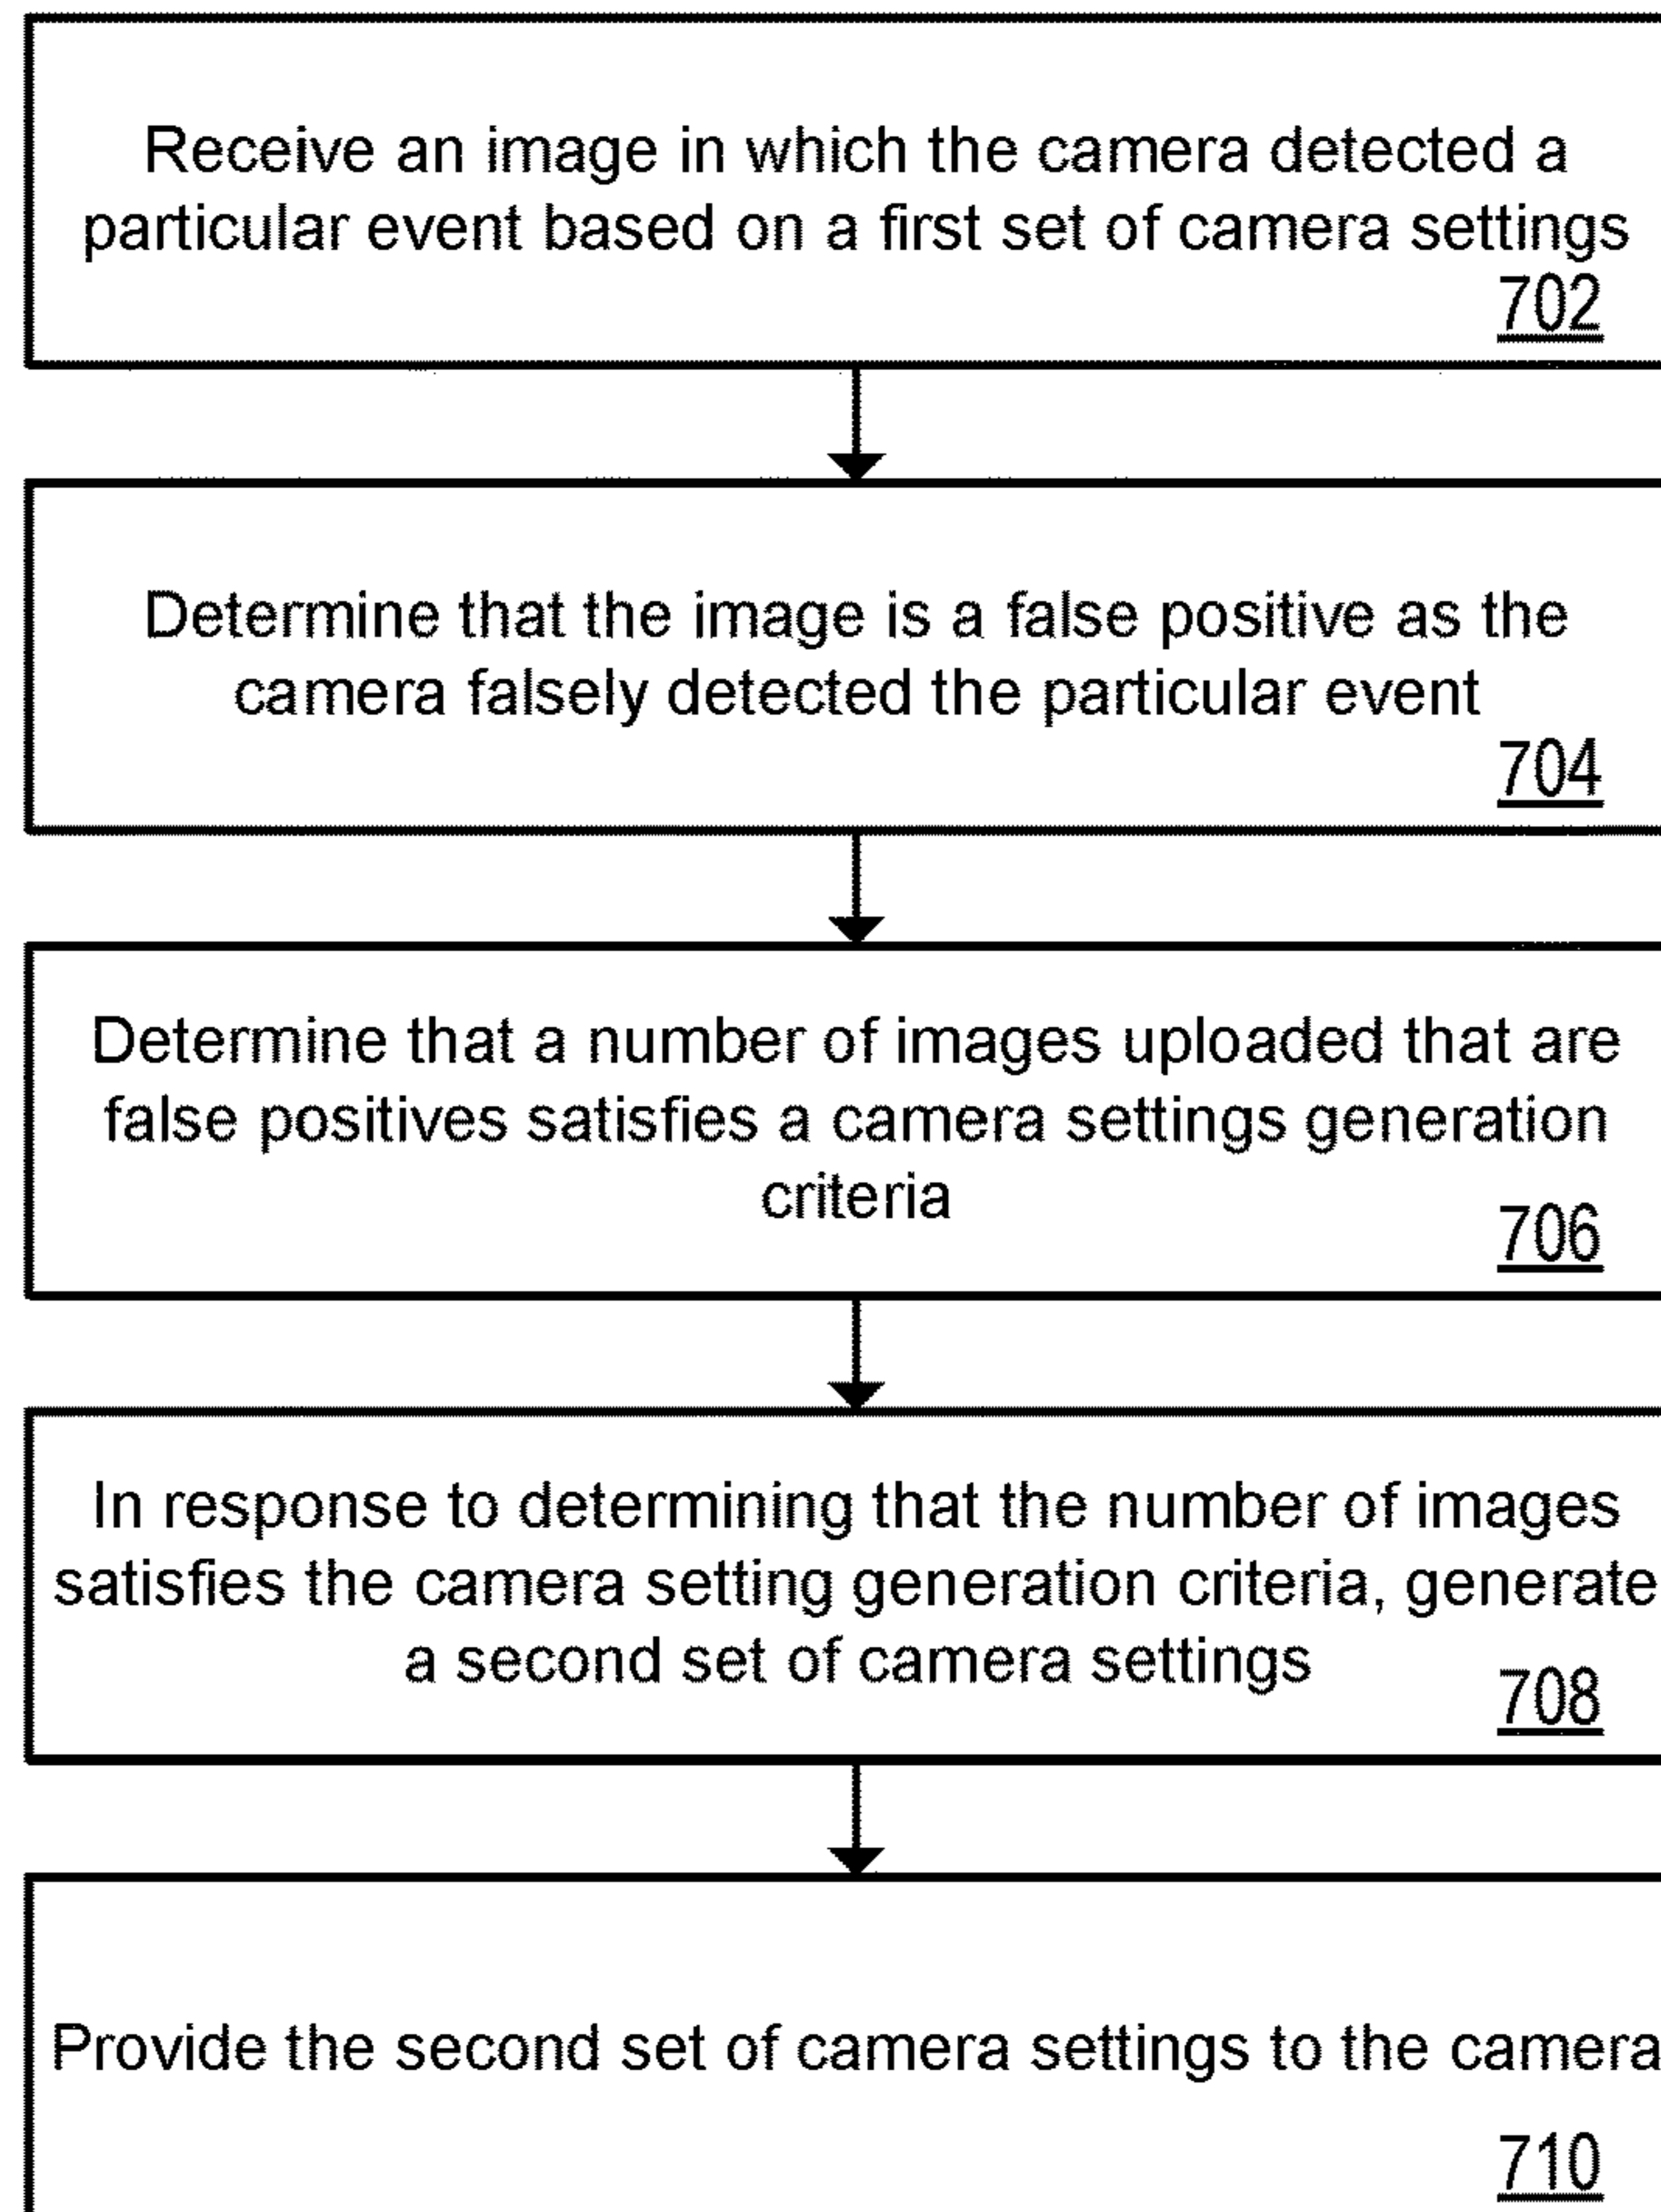 Receive an image in which the camera detected a
particular event based on a first set of camera settings
702
Determine that the image is a false positive as the
camera falsely detected the particular event
704
Determine that a number of images uploaded that are
false positives satisfies a camera settings generation
criteria
706
In response to determining that the number of images
satisfies the camera setting generation criteria, generate
a second set of camera settings
708
Provide the second set of camera settings to the camera
710